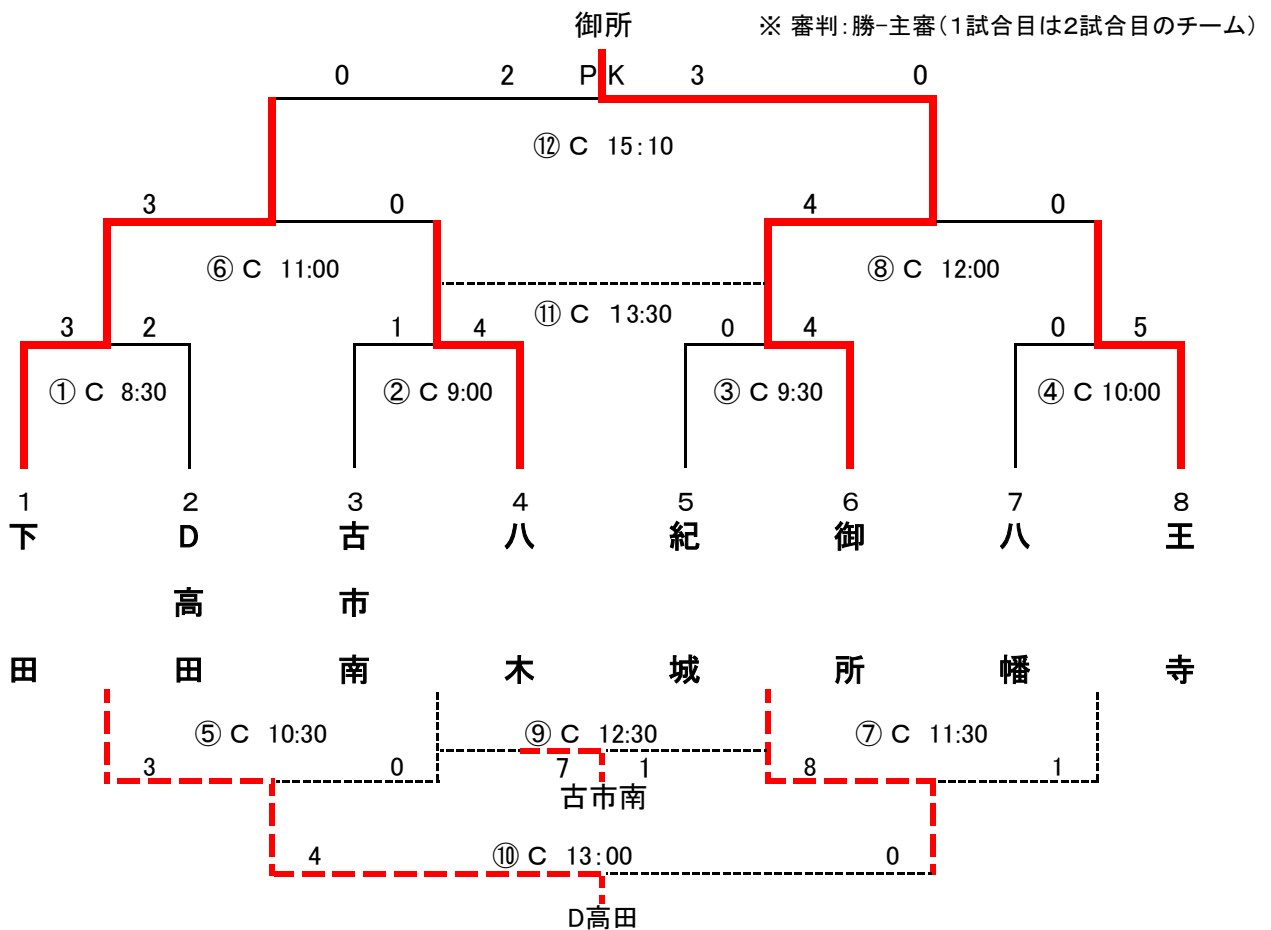 御所
※ 審判：勝-主審（1試合目は2試合目のチーム）
0 2 PK 3 0
⑫ C 15:10
3 0 4 0
⑥ C 11:00 ⑧ C 12:00
⑪ C 13:30
3 2 1 4 0 4 0 5
① C 8:30 ② C 9:00 ③ C 9:30 ④ C 10:00
1 2 3 4 5 6 7 8
下田 D高田 古市南 八木 紀城 御所 八幡 王寺
⑤ C 10:30 ⑨ C 12:30 ⑦ C 11:30
3 0 7 1 8 1
古市南
4 ⑩ C 13:00 0
D高田